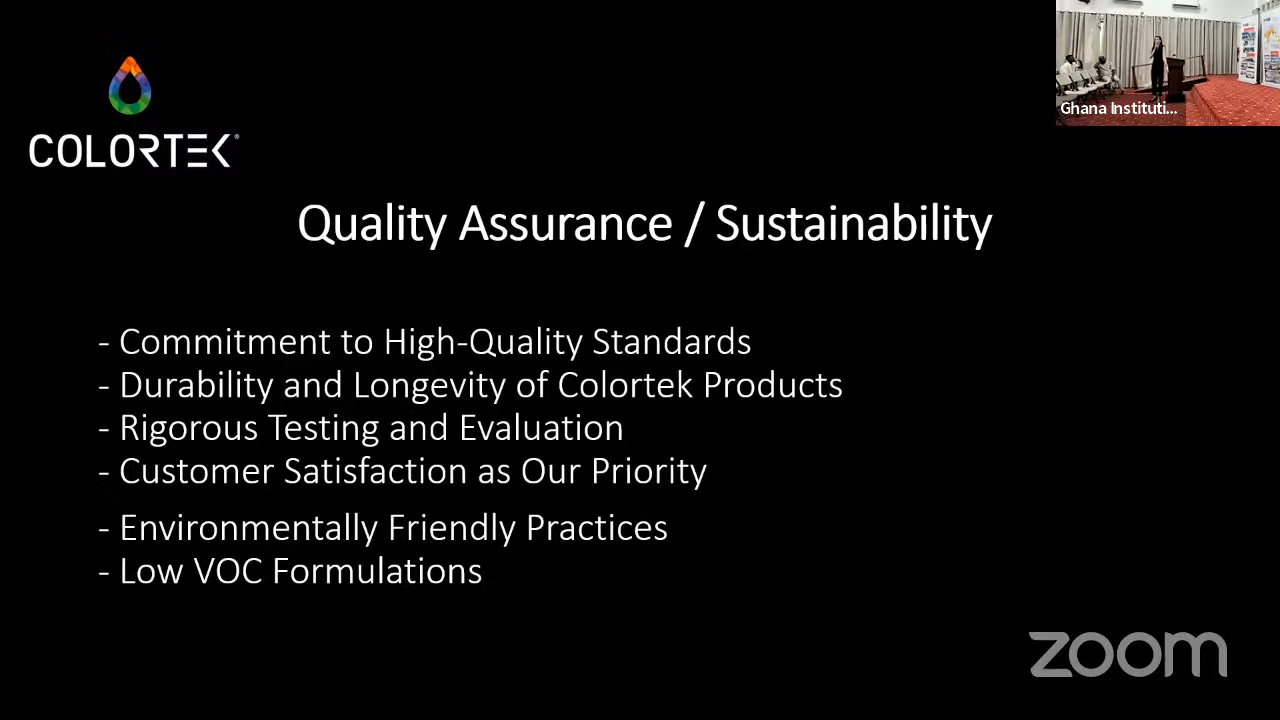 COLORTEK®
Ghana Instituti...
Quality Assurance / Sustainability
- Commitment to High-Quality Standards
- Durability and Longevity of Colortek Products
- Rigorous Testing and Evaluation
- Customer Satisfaction as Our Priority
- Environmentally Friendly Practices
- Low VOC Formulations
zoom